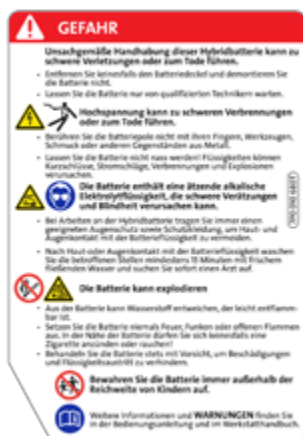 GEFAHR
Unsachgemäße Handhabung dieser Hybridbatterie kann zu
schwere Verletzungen oder zum Tode führen.
- Entfernen Sie keinesfalls den Batteriedeckel und demontieren Sie
die Batterie nicht.
- Lassen Sie die Batterie nur von qualifizierten Technikern warten.
Hochspannung kann zu schweren Verbrennungen
oder zum Tode führen.
- Berühren Sie die Batteriepole nicht mit ihren Fingern, Werkzeugen,
Schmuck oder anderen Gegenständen aus Metall.
- Lassen Sie die Batterie nicht nass werden! Flüssigkeiten können
Kurzschlüsse, Stromschläge, Verbrennungen und Explosionen
verursachen.
Die Batterie enthält eine ätzende alkalische
Elektrolytflüssigkeit, die schwere Verätzungen
und Blindheit verursachen kann.
- Bei Arbeiten an der Hybridbatterie tragen Sie immer einen
geeigneten Augenschutz sowie Schutzkleidung, um Haut- und
Augenkontakt mit der Batterieflüssigkeit zu vermeiden.
- Nach Haut- oder Augenkontakt mit der Batterieflüssigkeit waschen
Sie die betroffenen Stellen mindestens 15 Minuten mit frischem
fließenden Wasser und suchen Sie sofort einen Arzt auf.
Die Batterie kann explodieren
- Aus der Batterie kann Wasserstoff entweichen, der leicht entflamm-
bar ist.
- Setzen Sie die Batterie niemals Feuer, Funken oder offenen Flammen
aus. In der Nähe der Batterie dürfen Sie sich keinesfalls eine
Zigarette anzünden oder rauchen!
- Behandeln Sie die Batterie stets mit Vorsicht, um Beschädigungen
und Flüssigkeitsaustritt zu verhindern.
Bewahren Sie die Batterie immer außerhalb der
Reichweite von Kindern auf.
Weitere Informationen und WARNUNGEN finden Sie
in der Bedienungsanleitung und im Werkstatthandbuch.